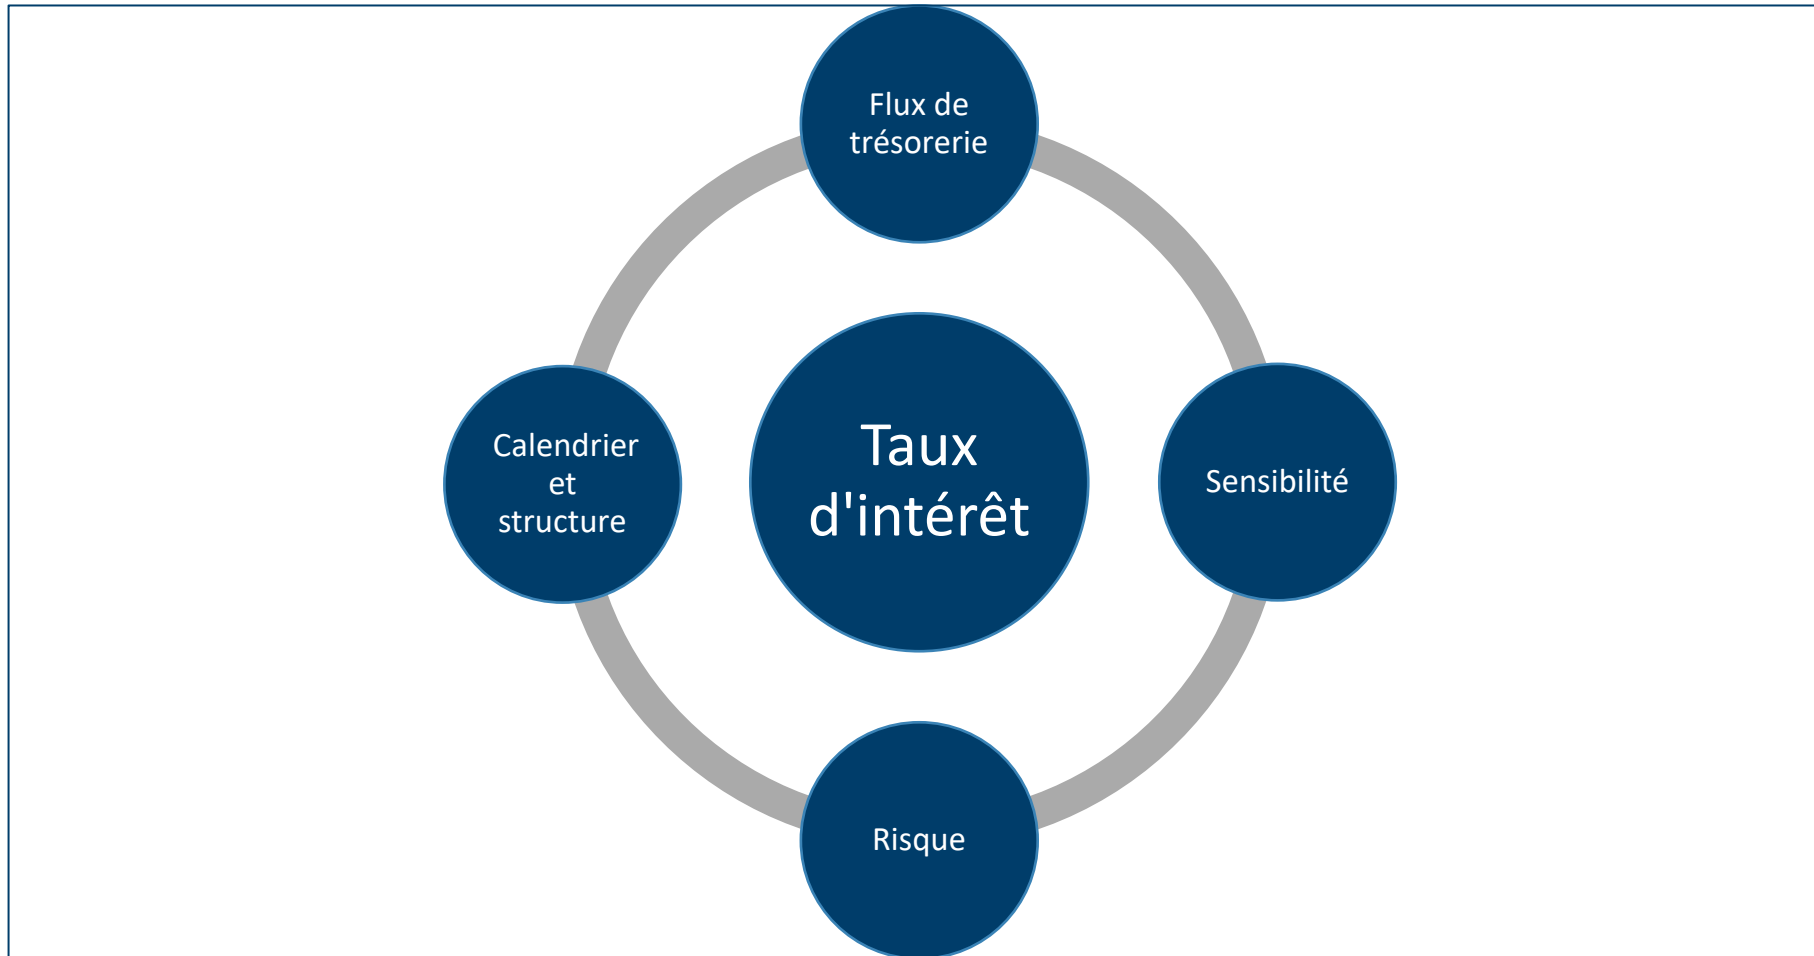 Flux de
trésorerie
Calendrier
et
structure
Taux
d'intérêt
Sensibilité
Risque